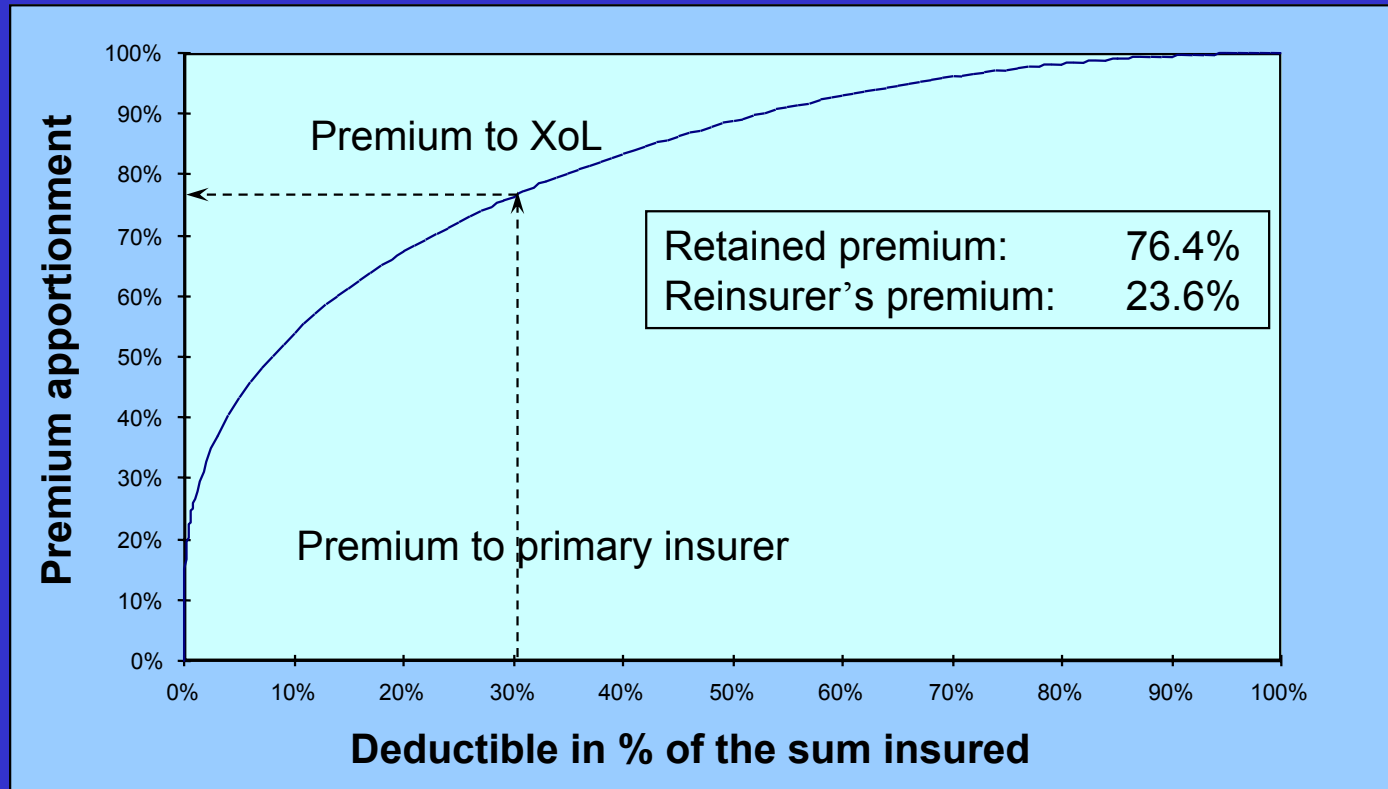 100%
90%
80%
70%
60%
50%
40%
30%
20%
10%
0%
Premium apportionment
Premium to XoL
Retained premium: 76.4%
Reinsurer’s premium: 23.6%
Premium to primary insurer
0% 10% 20% 30% 40% 50% 60% 70% 80% 90% 100%
Deductible in % of the sum insured